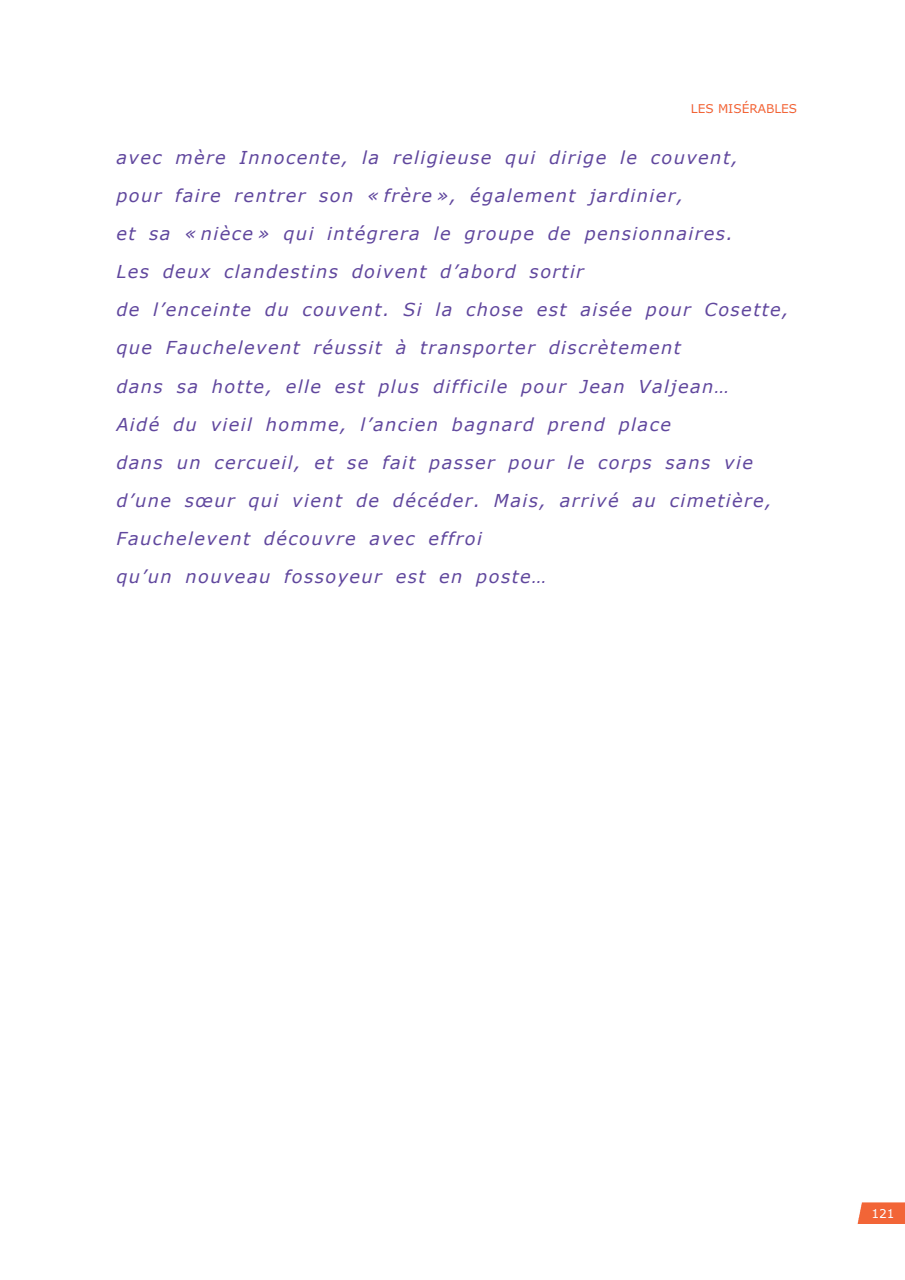 LES MISÉRABLES
avec mère Innocente, la religieuse qui dirige le couvent,
pour faire rentrer son « frère », également jardinier,
et sa « nièce » qui intégrera le groupe de pensionnaires.
Les deux clandestins doivent d’abord sortir
de l’enceinte du couvent. Si la chose est aisée pour Cosette,
que Fauchelevent réussit à transporter discrètement
dans sa hotte, elle est plus difficile pour Jean Valjean…
Aidé du vieil homme, l’ancien bagnard prend place
dans un cercueil, et se fait passer pour le corps sans vie
d’une sœur qui vient de décéder. Mais, arrivé au cimetière,
Fauchelevent découvre avec effroi
qu’un nouveau fossoyeur est en poste…
121